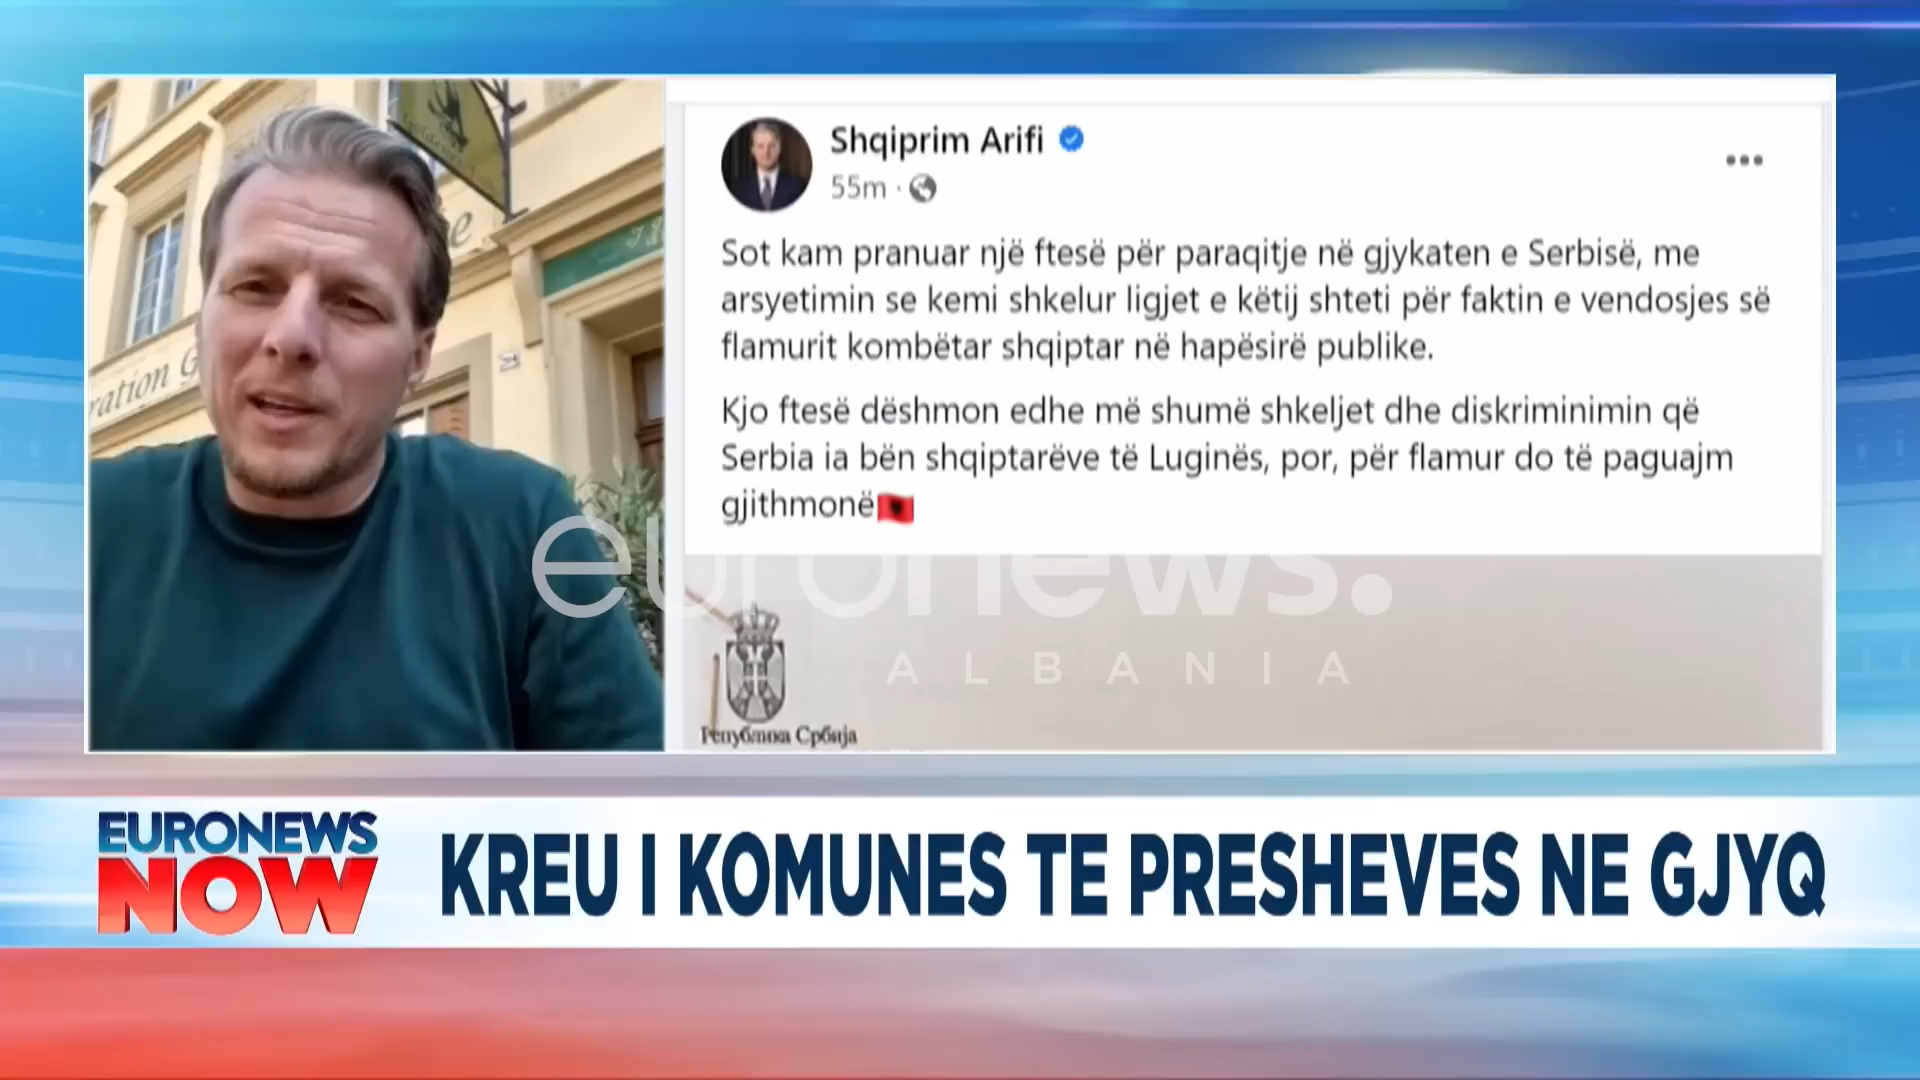 Shqiprim Arifi
55m ·
Sot kam pranuar një ftesë për paraqitje në gjykaten e Serbisë, me
arsyetimin se kemi shkelur ligjet e këtij shteti për faktin e vendosjes së
flamurit kombëtar shqiptar në hapësirë publike.
Kjo ftesë dëshmon edhe më shumë shkeljet dhe diskriminimin që
Serbia ia bën shqiptarëve të Luginës, por, për flamur do të paguajm
gjithmonë
euronews.
ALBANIA
Република Србија
EURONEWS
NOW
KREU I KOMUNES TE PRESHEVES NE GJYQ